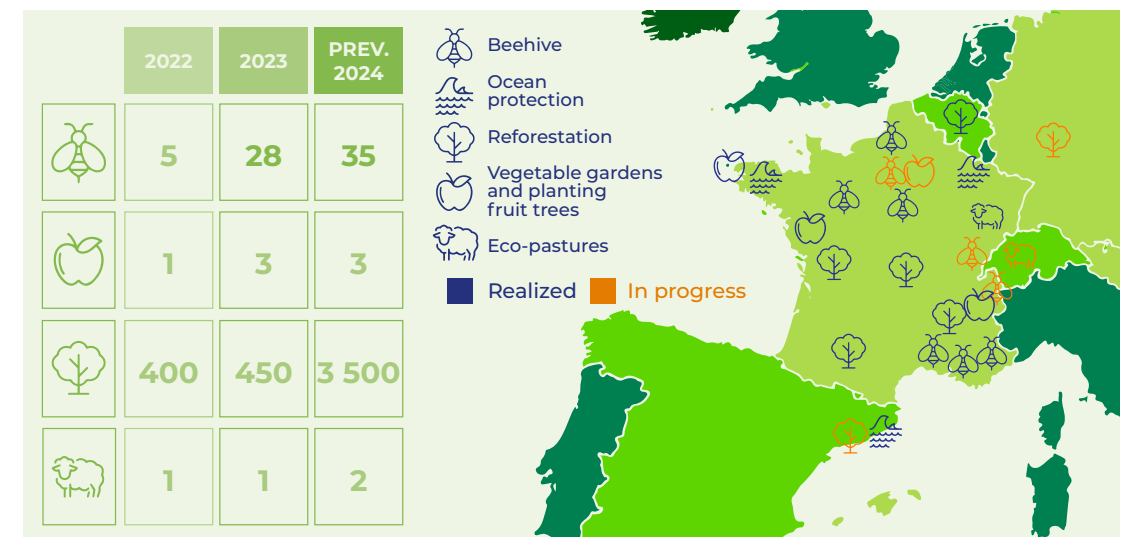 2022 2023 PREV. 2024
5 28 35
1 3 3
400 450 3 500
1 1 2
Beehive
Ocean
protection
Reforestation
Vegetable gardens
and planting
fruit trees
Eco-pastures
Realized In progress